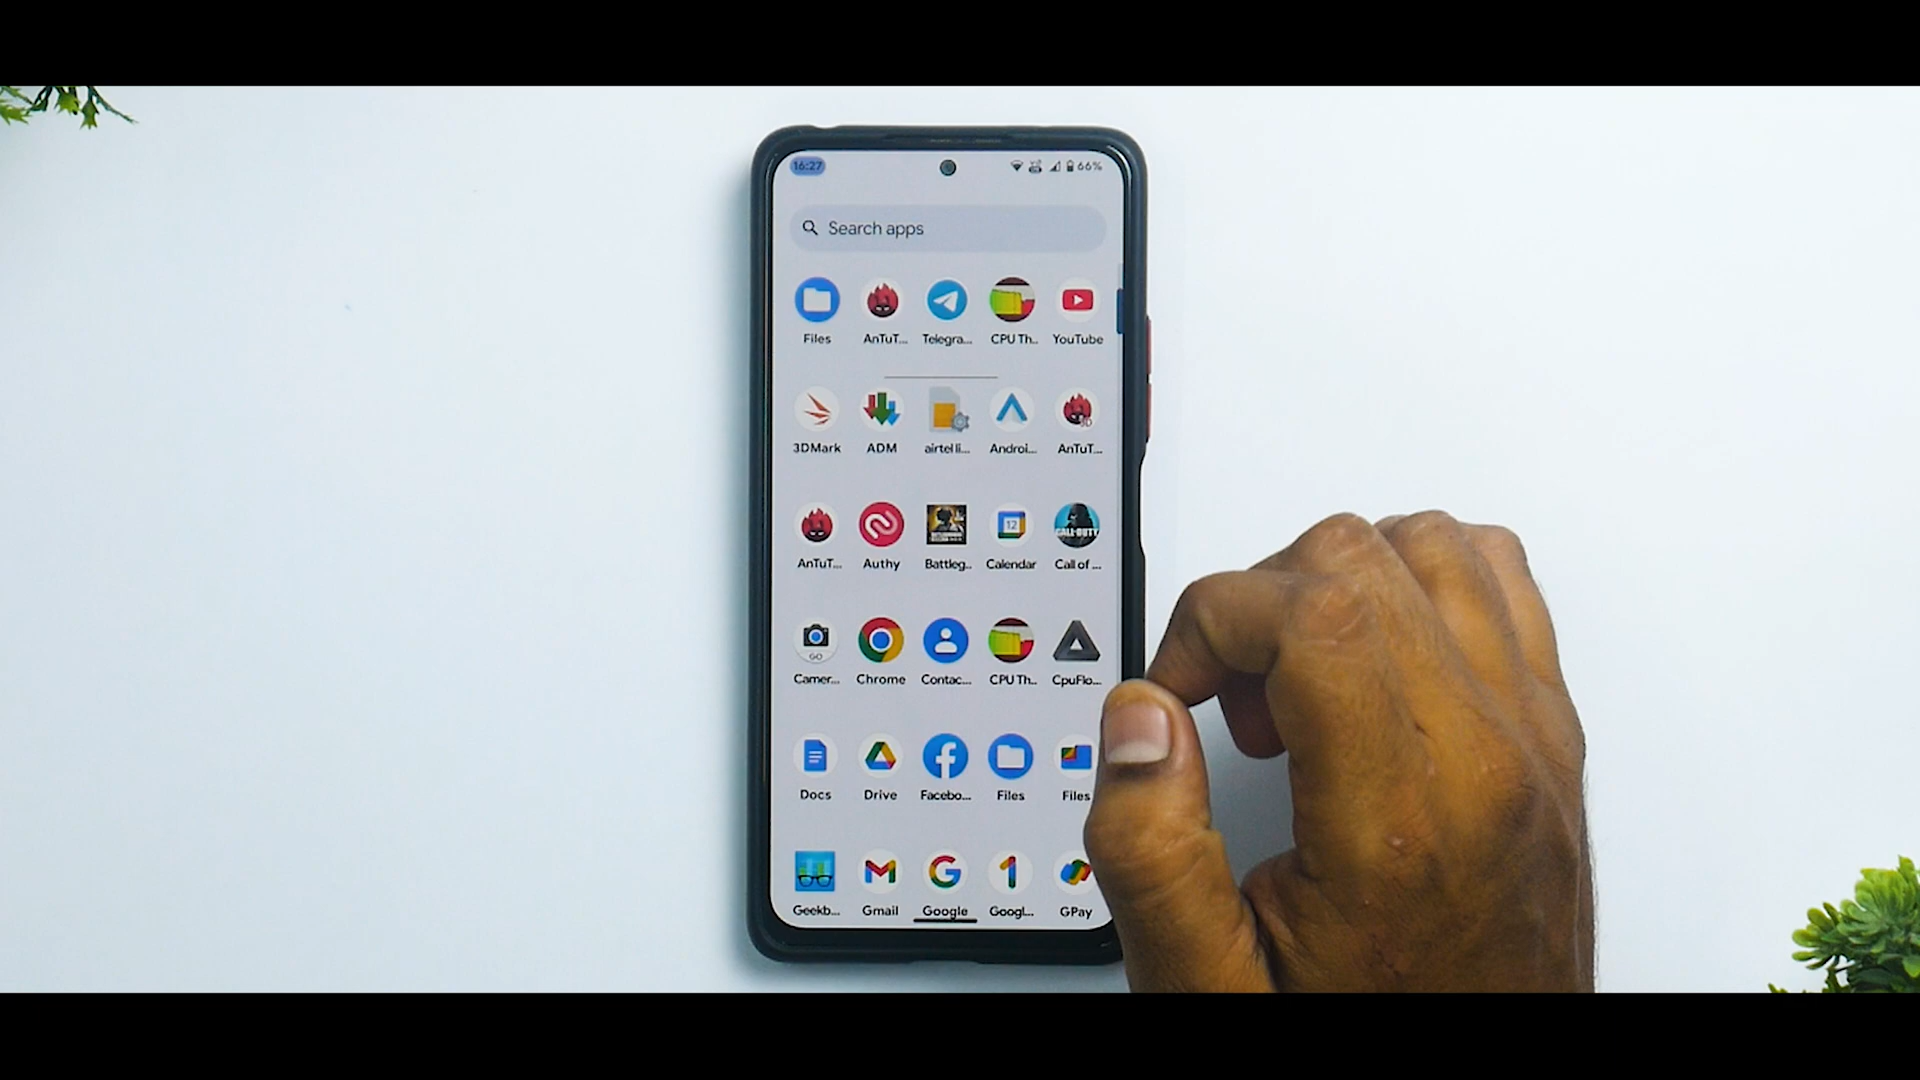 16:27 66%
Search apps
Files AnTuT... Telegra... CPU Th.. YouTube
3DMark ADM airtel li... Androi... AnTuT...
12
AnTuT... Authy Battleg.. Calendar Call of ...
GO
Camer... Chrome Contac... CPU Th.. CpuFlo...
Docs Drive Facebo... Files Files
Geekb... Gmail Google Googl... GPay